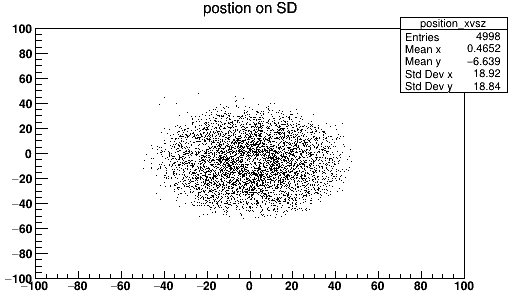 postion on SD
position_xvsz
Entries 4998
Mean x 0.4652
Mean y −6.639
Std Dev x 18.92
Std Dev y 18.84
100
80
60
40
20
0
−20
−40
−60
−80
−100
−100 −80 −60 −40 −20 0 20 40 60 80 100